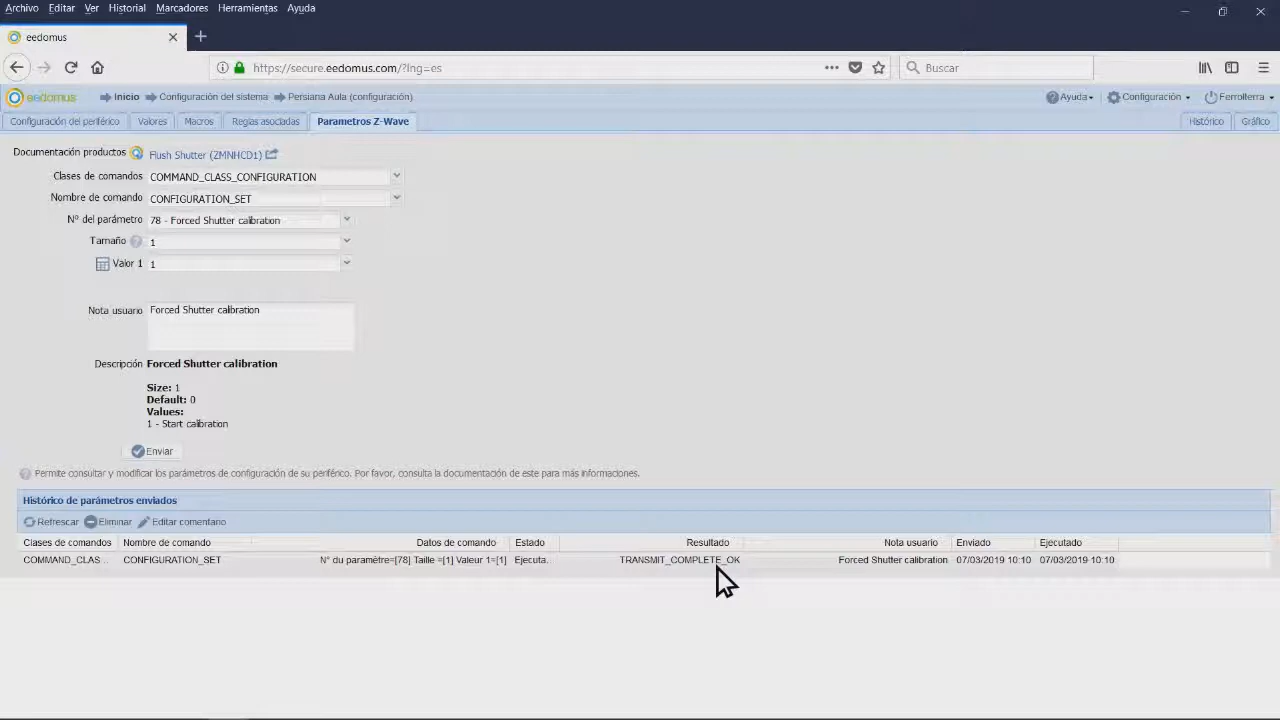 Archivo Editar Ver Historial Marcadores Herramientas Ayuda
eedomus
https://secure.eedomus.com/?lng=es
Buscar
eedomus Inicio Configuración del sistema Persiana Aula (configuración) Ayuda Configuración Ferrolterra
Configuración del periférico Valores Macros Reglas asociadas Parametros Z-Wave Histórico Gráfico
Documentación productos Flush Shutter (ZMNHCD1)
Clases de comandos COMMAND_CLASS_CONFIGURATION
Nombre de comando CONFIGURATION_SET
Nº del parámetro 78 - Forced Shutter calibration
Tamaño 1
Valor 1 1
Nota usuario Forced Shutter calibration
Descripción Forced Shutter calibration
Size: 1
Default: 0
Values:
1 - Start calibration
Enviar
Permite consultar y modificar los parámetros de configuración de su periférico. Por favor, consulta la documentación de este para más informaciones.
Histórico de parámetros enviados
Refrescar Eliminar Editar comentario
Clases de comandos Nombre de comando Datos de comando Estado Resultado Nota usuario Enviado Ejecutado
COMMAND_CLAS... CONFIGURATION_SET N° du paramètre=[78] Taille =[1] Valeur 1=[1] Ejecuta. TRANSMIT_COMPLETE_OK Forced Shutter calibration 07/03/2019 10:10 07/03/2019 10:10